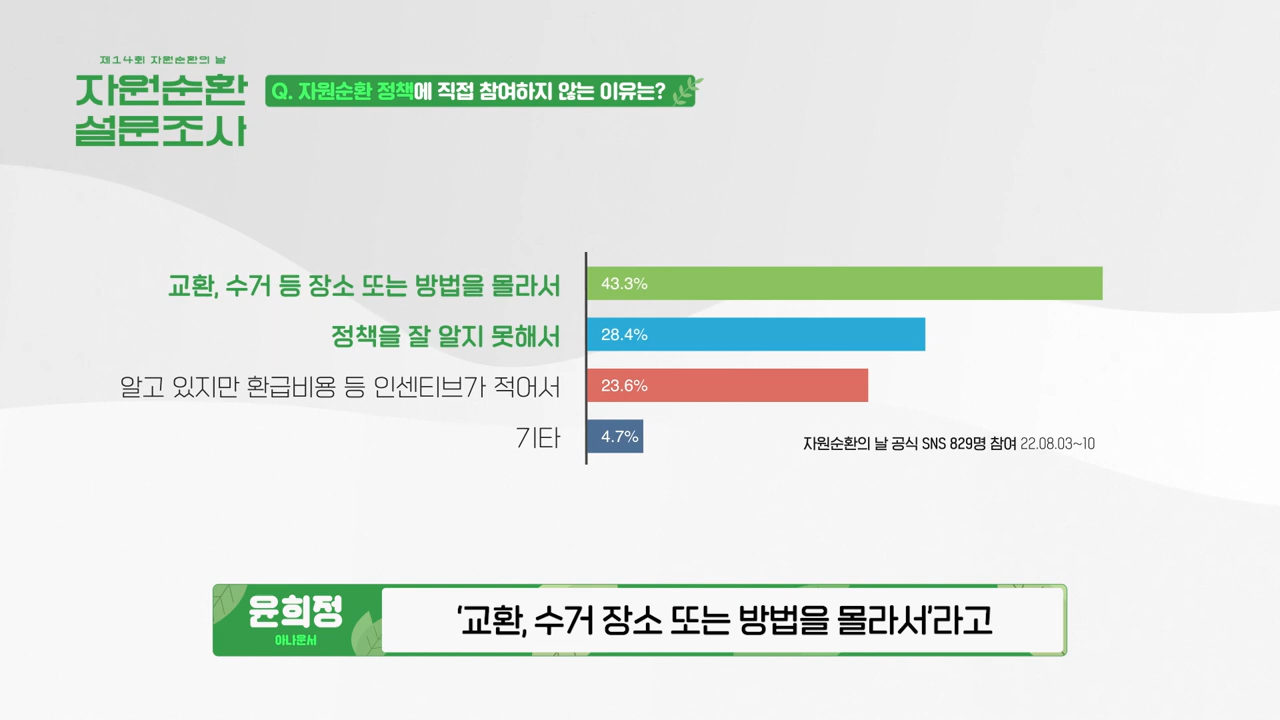 제14회 자원순환의 날
자원순환
설문조사
Q. 자원순환 정책에 직접 참여하지 않는 이유는?
교환, 수거 등 장소 또는 방법을 몰라서
43.3%
정책을 잘 알지 못해서
28.4%
알고 있지만 환급비용 등 인센티브가 적어서
23.6%
기타
4.7%
자원순환의 날 공식 SNS 829명 참여 22.08.03~10
윤희정
아나운서
‘교환, 수거 장소 또는 방법을 몰라서’라고